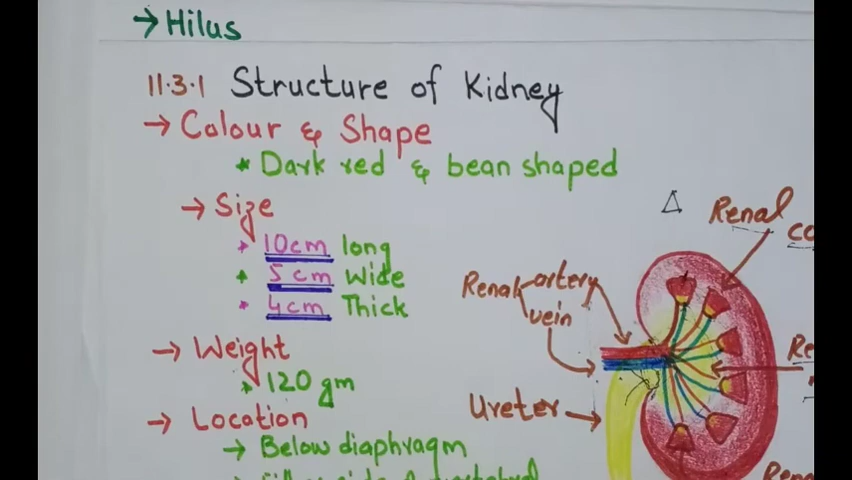 → Hilus
11.3.1 Structure of Kidney
→ Colour & Shape
* Dark red & bean shaped
→ Size
* 10cm long
* 5cm Wide
* 4cm Thick
→ Weight
* 120 gm
→ Location
→ Below diaphragm
Renal
Renal artery
vein
Ureter →